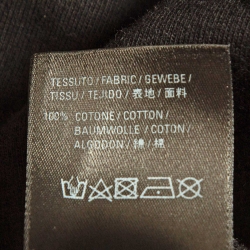 TESSUTO / FABRIC / GEWEBE /
TISSU / TEJIDO / 表地 / 面料
100% COTONE / COTTON /
BAUMWOLLE / COTON /
ALGODON / 綿 / 棉